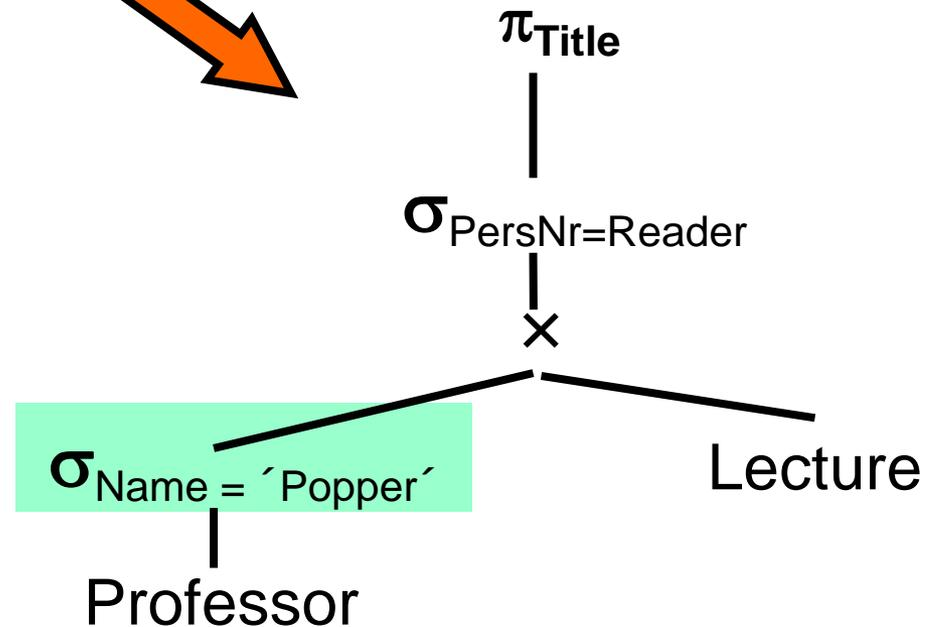 πTitle
σPersNr=Reader
×
σName = ´Popper´
Lecture
Professor